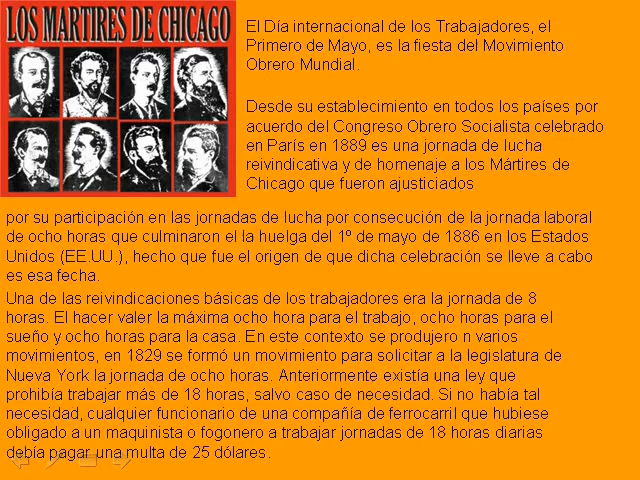 LOS MARTIRES DE CHICAGO
El Día internacional de los Trabajadores, el
Primero de Mayo, es la fiesta del Movimiento
Obrero Mundial.
Desde su establecimiento en todos los países por
acuerdo del Congreso Obrero Socialista celebrado
en París en 1889 es una jornada de lucha
reivindicativa y de homenaje a los Mártires de
Chicago que fueron ajusticiados
por su participación en las jornadas de lucha por consecución de la jornada laboral
de ocho horas que culminaron el la huelga del 1º de mayo de 1886 en los Estados
Unidos (EE.UU.), hecho que fue el origen de que dicha celebración se lleve a cabo
es esa fecha.
Una de las reivindicaciones básicas de los trabajadores era la jornada de 8
horas. El hacer valer la máxima ocho hora para el trabajo, ocho horas para el
sueño y ocho horas para la casa. En este contexto se produjero n varios
movimientos, en 1829 se formó un movimiento para solicitar a la legislatura de
Nueva York la jornada de ocho horas. Anteriormente existía una ley que
prohibía trabajar más de 18 horas, salvo caso de necesidad. Si no había tal
necesidad, cualquier funcionario de una compañía de ferrocarril que hubiese
obligado a un maquinista o fogonero a trabajar jornadas de 18 horas diarias
debía pagar una multa de 25 dólares.